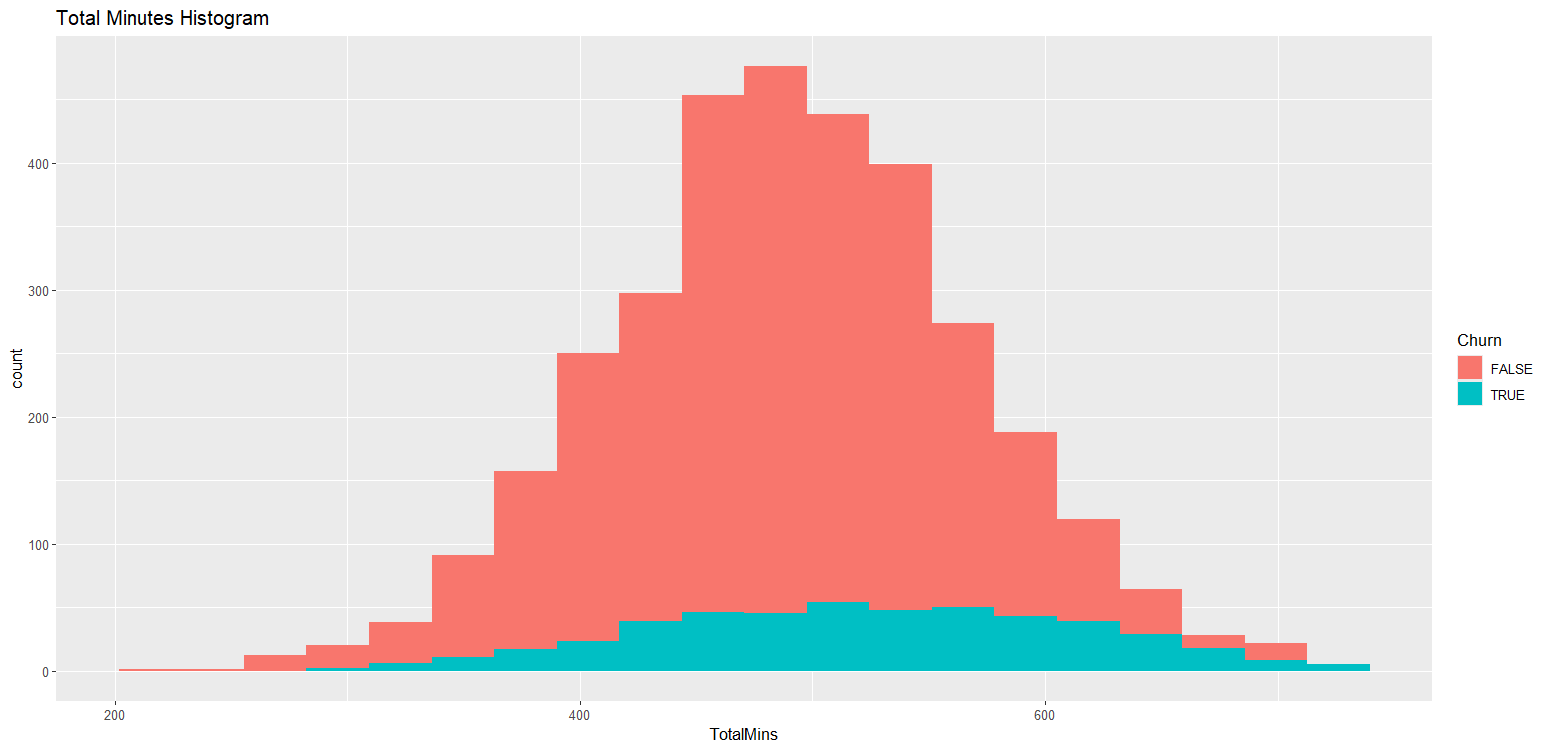 Total Minutes Histogram
count
400
300
200
100
0
200
400
600
TotalMins
Churn
FALSE
TRUE